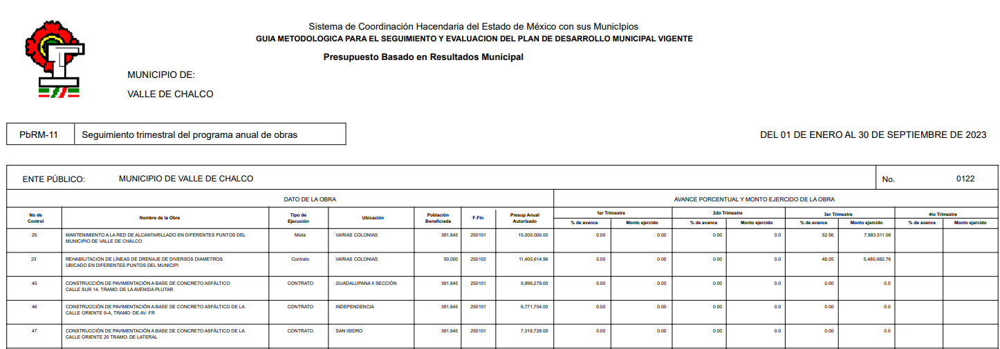 Sistema de Coordinación Hacendaria del Estado de México con sus MunicIpios
GUIA METODOLOGICA PARA EL SEGUIMIENTO Y EVALUACION DEL PLAN DE DESARROLLO MUNICIPAL VIGENTE
Presupuesto Basado en Resultados Municipal
MUNICIPIO DE:
VALLE DE CHALCO
PbRM-11 Seguimiento trimestral del programa anual de obras
DEL 01 DE ENERO AL 30 DE SEPTIEMBRE DE 2023
ENTE PÚBLICO: MUNICIPIO DE VALLE DE CHALCO No. 0122
DATO DE LA OBRA AVANCE PORCENTUAL Y MONTO EJERCIDO DE LA OBRA
No de Control Nombre de la Obra Tipo de Ejecución Ubicación Población Beneficiada F.Fin Presup Anual Autorizado 1er Trimestre 2do Trimestre 3er Trimestre 4to Trimestre
% de avance Monto ejercido % de avance Monto ejercido % de avance Monto ejercido % de avance Monto ejercido
25 MANTENIMIENTO A LA RED DE ALCANTARILLADO EN DIFERENTES PUNTOS DEL Mixta VARIAS COLONIAS 391,645 250101 15,000,000.00 0.00 0.00 0.00 0.0 52.56 7,883,511.08
MUNICIPIO DE VALLE DE CHALCO
23 REHABILITACIÓN DE LÍNEAS DE DRENAJE DE DIVERSOS DIAMETROS, Contrato VARIAS COLONIAS 50,000 250102 11,405,614.96 0.00 0.00 0.00 0.0 48.05 5,480,682.76
UBICADO EN DIFERENTES PUNTOS DEL MUNICIPI
45 CONSTRUCCIÓN DE PAVIMENTACIÓN A BASE DE CONCRETO ASFÁLTICO CONTRATO GUADALUPANA II SECCIÓN 391,645 250101 5,996,279.00 0.00 0.00 0.00 0.0 0.00 0.0
CALLE SUR 14, TRAMO: DE LA AVENIDA PLUTAR
46 CONSTRUCCIÓN DE PAVIMENTACIÓN A BASE DE CONCRETO ASFÁLTICO DE LA CONTRATO INDEPENDENCIA 391,645 250101 6,771,754.00 0.00 0.00 0.00 0.0 0.00 0.0
CALLE ORIENTE 9-A, TRAMO: DE AV. FR
47 CONSTRUCCIÓN DE PAVIMENTACIÓN A BASE DE CONCRETO ASFÁLTICO DE LA CONTRATO SAN ISIDRO 391,645 250101 7,316,728.00 0.00 0.00 0.00 0.0 0.00 0.0
CALLE ORIENTE 20 TRAMO: DE LATERAL